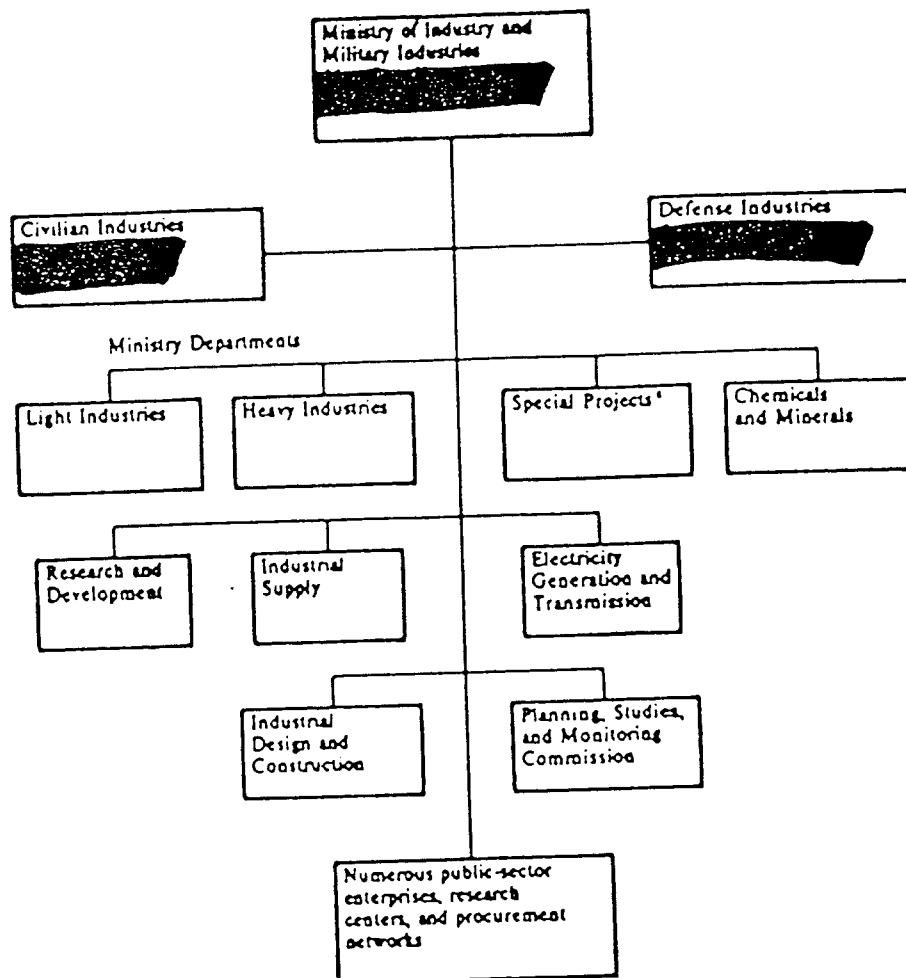 Ministry of Industry and
Military Industries
Civilian Industries
Defense Industries
Ministry Departments
Light Industries
Heavy Industries
Special Projects
Chemicals
and Minerals
Research and
Development
Industrial
Supply
Electricity
Generation and
Transmission
Industrial
Design and
Construction
Planning, Studies,
and Monitoring
Commission
Numerous public-sector
enterprises, research
centers, and procurement
networks